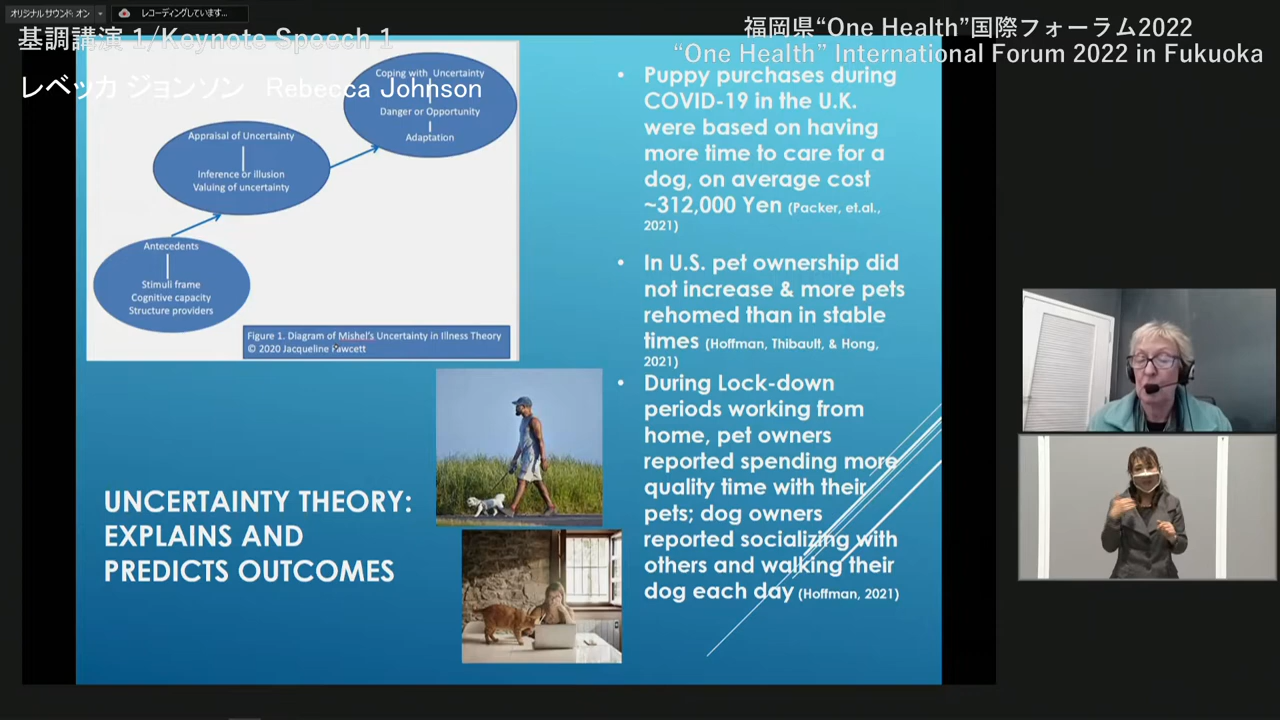 オリジナルサウンド: オン
レコーディングしています...
基調講演 1/Keynote Speech 1
レベッカ ジョンソン Rebecca Johnson
福岡県“One Health”国際フォーラム2022
“One Health” International Forum 2022 in Fukuoka
Coping with Uncertainty
Danger or Opportunity
Adaptation
Appraisal of Uncertainty
Inference or illusion
Valuing of uncertainty
Antecedents
Stimuli frame
Cognitive capacity
Structure providers
Figure 1. Diagram of Mishel's Uncertainty in Illness Theory
© 2020 Jacqueline Fawcett
UNCERTAINTY THEORY:
EXPLAINS AND
PREDICTS OUTCOMES
• Puppy purchases during
COVID-19 in the U.K.
were based on having
more time to care for a
dog, on average cost
~312,000 Yen (Packer, et.al.,
2021)
• In U.S. pet ownership did
not increase & more pets
rehomed than in stable
times (Hoffman, Thibault, & Hong,
2021)
• During Lock-down
periods working from
home, pet owners
reported spending more
quality time with their
pets; dog owners
reported socializing with
others and walking their
dog each day (Hoffman, 2021)